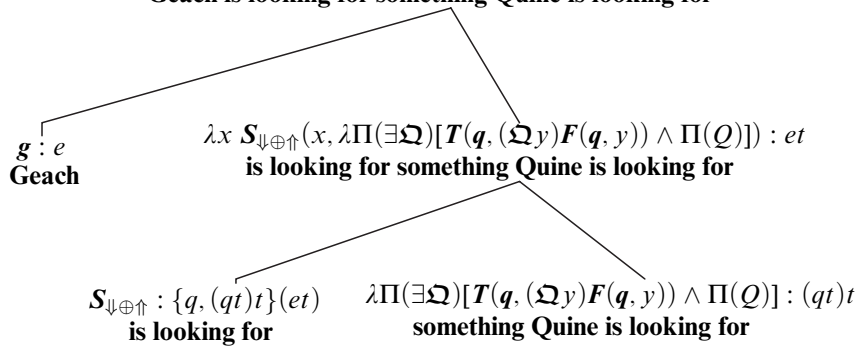 Geach is looking for something Quine is looking for
g : e
Geach
λx S⇓⊕⇑(x, λΠ(∃𝔔)[T(q, (𝔔y)F(q, y)) ∧ Π(Q)]) : et
is looking for something Quine is looking for
S⇓⊕⇑ : {q, (qt)t}(et)
is looking for
λΠ(∃𝔔)[T(q, (𝔔y)F(q, y)) ∧ Π(Q)] : (qt)t
something Quine is looking for